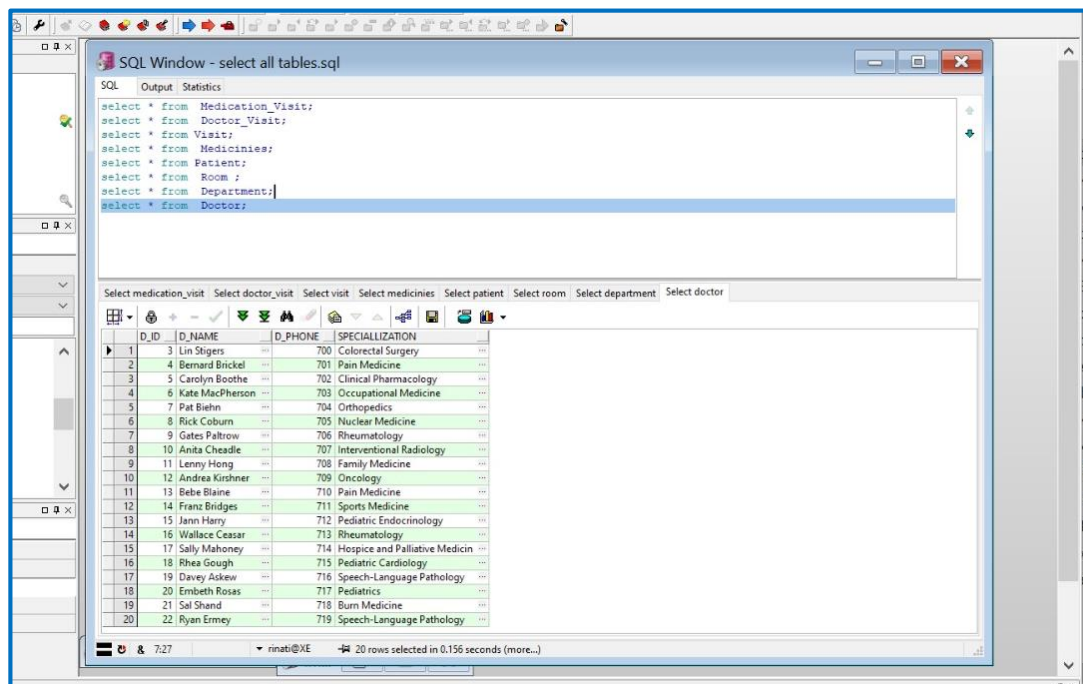 SQL Window - select all tables.sql
SQL Output Statistics
select * from Medication_Visit;
select * from Doctor_Visit;
select * from Visit;
select * from Medicinies;
select * from Patient;
select * from Room ;
select * from Department;
select * from Doctor;
Select medication_visit Select doctor_visit Select visit Select medicinies Select patient Select room Select department Select doctor
D_ID D_NAME D_PHONE SPECIALLIZATION
1 3 Lin Stigers ... 700 Colorectal Surgery ...
2 4 Bernard Brickel ... 701 Pain Medicine ...
3 5 Carolyn Boothe ... 702 Clinical Pharmacology ...
4 6 Kate MacPherson ... 703 Occupational Medicine ...
5 7 Pat Biehn ... 704 Orthopedics ...
6 8 Rick Coburn ... 705 Nuclear Medicine ...
7 9 Gates Paltrow ... 706 Rheumatology ...
8 10 Anita Cheadle ... 707 Interventional Radiology ...
9 11 Lenny Hong ... 708 Family Medicine ...
10 12 Andrea Kirshner ... 709 Oncology ...
11 13 Bebe Blaine ... 710 Pain Medicine ...
12 14 Franz Bridges ... 711 Sports Medicine ...
13 15 Jann Harry ... 712 Pediatric Endocrinology ...
14 16 Wallace Ceasar ... 713 Rheumatology ...
15 17 Sally Mahoney ... 714 Hospice and Palliative Medicin ...
16 18 Rhea Gough ... 715 Pediatric Cardiology ...
17 19 Davey Askew ... 716 Speech-Language Pathology ...
18 20 Embeth Rosas ... 717 Pediatrics ...
19 21 Sal Shand ... 718 Burn Medicine ...
20 22 Ryan Ermey ... 719 Speech-Language Pathology ...
& 7:27 rinati@XE 20 rows selected in 0.156 seconds (more...)